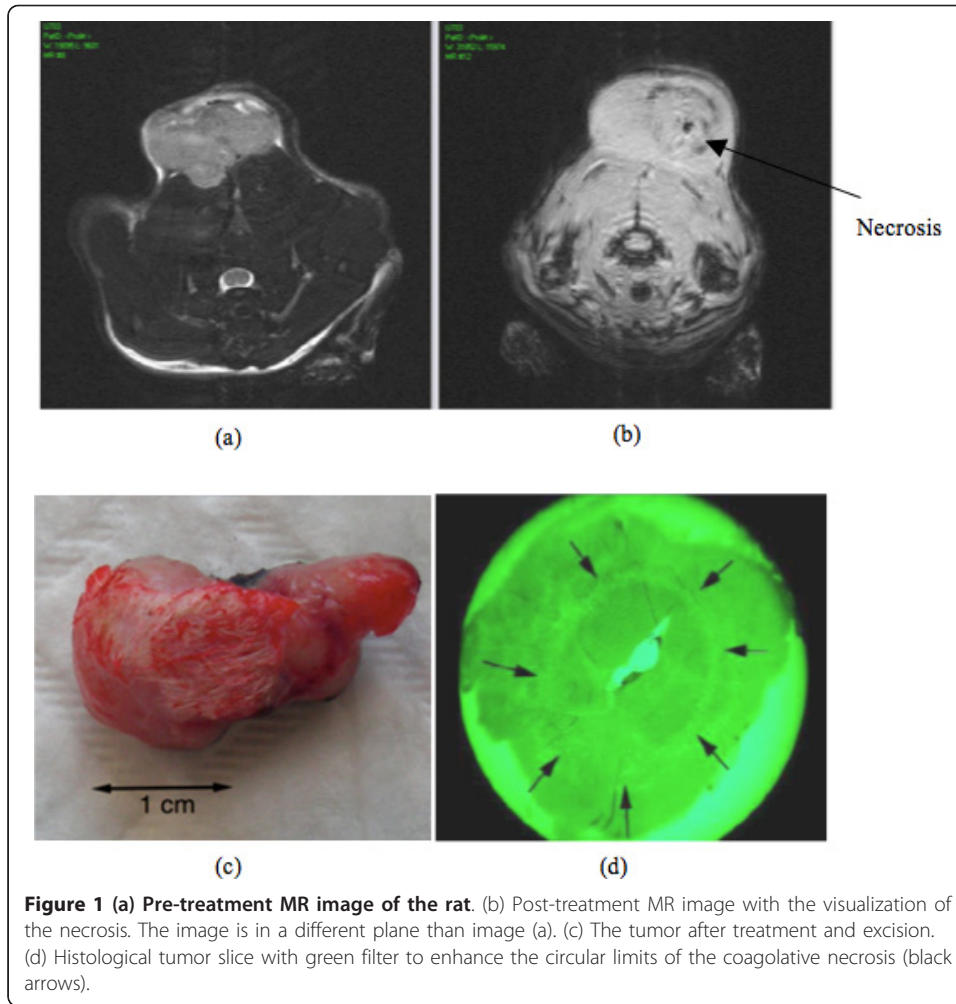 UTSD
Necrosis
(a)
(b)
1 cm
(c)
(d)
Figure 1 (a) Pre-treatment MR image of the rat. (b) Post-treatment MR image with the visualization of
the necrosis. The image is in a different plane than image (a). (c) The tumor after treatment and excision.
(d) Histological tumor slice with green filter to enhance the circular limits of the coagolative necrosis (black
arrows).